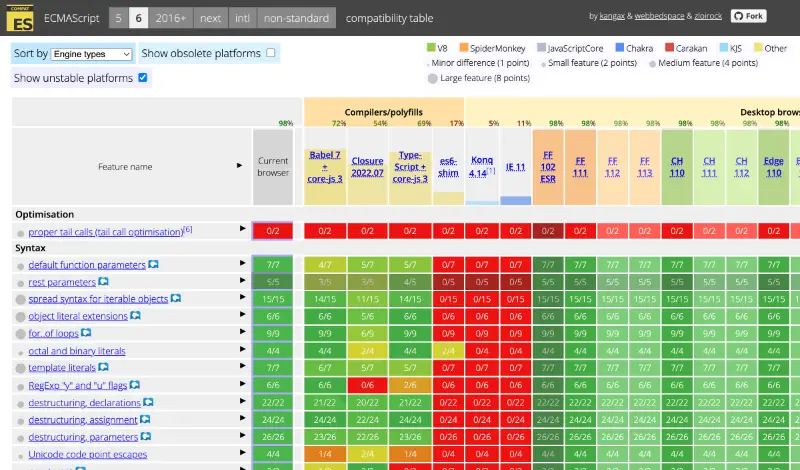 COMPAT ES ECMAScript 5 6 2016+ next intl non-standard compatibility table by kangax & webbedspace & zloirock Fork
Sort by Engine types Show obsolete platforms
Show unstable platforms
V8 SpiderMonkey JavaScriptCore Chakra Carakan KJS Other
Minor difference (1 point) Small feature (2 points) Medium feature (4 points)
Large feature (8 points)
Compilers/polyfills Desktop brows
98% 72% 54% 69% 17% 5% 11% 98% 98% 98% 98% 98% 98% 98% 98%
Feature name Current browser Babel 7 + core-js 3 Closure 2022.07 Type-Script + core-js 3 es6-shim Konq 4.14[1] IE 11 FF 102 ESR FF 111 FF 112 FF 113 CH 110 CH 111 CH 112 Edge 110
Optimisation
proper tail calls (tail call optimisation)[6] 0/2 0/2 0/2 0/2 0/2 0/2 0/2 0/2 0/2 0/2 0/2 0/2 0/2 0/2 0/2
Syntax
default function parameters 7/7 4/7 5/7 5/7 0/7 0/7 0/7 7/7 7/7 7/7 7/7 7/7 7/7 7/7 7/7
rest parameters 5/5 3/5 3/5 4/5 0/5 0/5 0/5 5/5 5/5 5/5 5/5 5/5 5/5 5/5 5/5
spread syntax for iterable objects 15/15 14/15 11/15 14/15 0/15 0/15 0/15 15/15 15/15 15/15 15/15 15/15 15/15 15/15 15/15
object literal extensions 6/6 6/6 6/6 6/6 0/6 0/6 0/6 6/6 6/6 6/6 6/6 6/6 6/6 6/6 6/6
for..of loops 9/9 9/9 6/9 9/9 0/9 0/9 0/9 9/9 9/9 9/9 9/9 9/9 9/9 9/9 9/9
octal and binary literals 4/4 4/4 2/4 4/4 2/4 0/4 0/4 4/4 4/4 4/4 4/4 4/4 4/4 4/4 4/4
template literals 7/7 6/7 5/7 5/7 0/7 0/7 0/7 7/7 7/7 7/7 7/7 7/7 7/7 7/7 7/7
RegExp "y" and "u" flags 6/6 6/6 0/6 2/6 0/6 0/6 0/6 6/6 6/6 6/6 6/6 6/6 6/6 6/6 6/6
destructuring, declarations 22/22 21/22 20/22 21/22 0/22 0/22 0/22 22/22 22/22 22/22 22/22 22/22 22/22 22/22 22/22
destructuring, assignment 24/24 24/24 22/24 23/24 0/24 0/24 0/24 24/24 24/24 24/24 24/24 24/24 24/24 24/24 24/24
destructuring, parameters 26/26 23/26 22/26 23/26 0/26 0/26 0/26 26/26 26/26 26/26 26/26 26/26 26/26 26/26 26/26
Unicode code point escapes 4/4 1/4 2/4 1/4 0/4 0/4 0/4 4/4 4/4 4/4 4/4 4/4 4/4 4/4 4/4